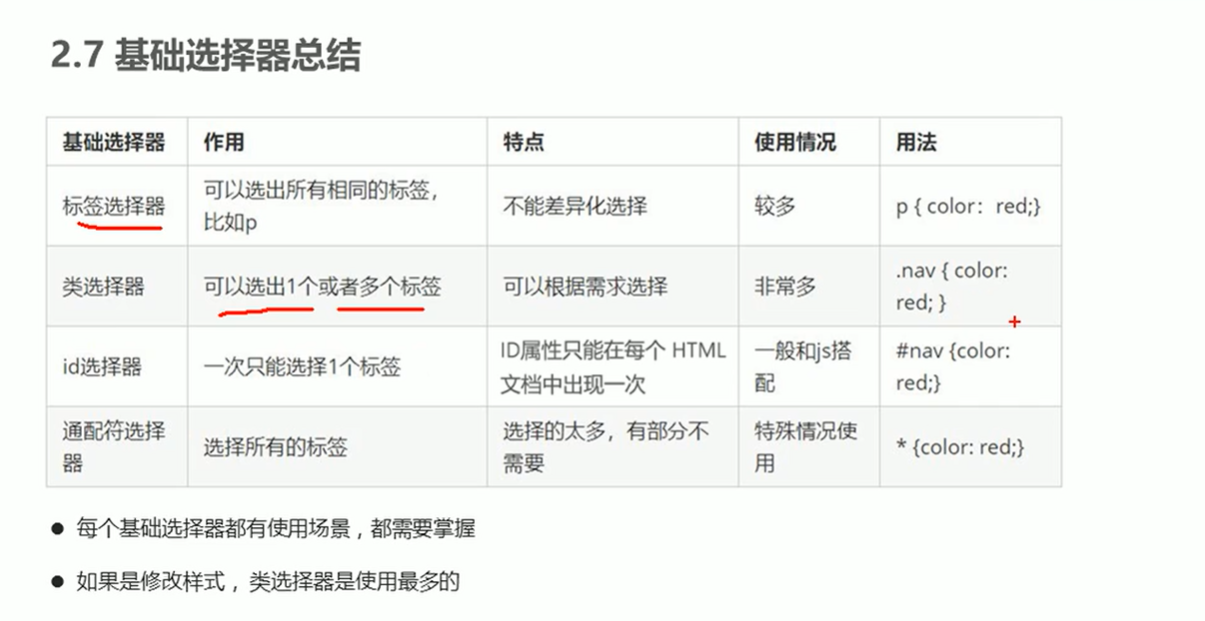 2.7 基础选择器总结
基础选择器 作用 特点 使用情况 用法
标签选择器 可以选出所有相同的标签， 不能差异化选择 较多 p { color：red;}
比如p
类选择器 可以选出1个或者多个标签 可以根据需求选择 非常多 .nav { color:
red; }
id选择器 一次只能选择1个标签 ID属性只能在每个 HTML 一般和js搭 #nav {color:
文档中出现一次 配 red;}
通配符选择 选择所有的标签 选择的太多，有部分不 特殊情况使 * {color: red;}
器 需要 用
● 每个基础选择器都有使用场景，都需要掌握
● 如果是修改样式，类选择器是使用最多的